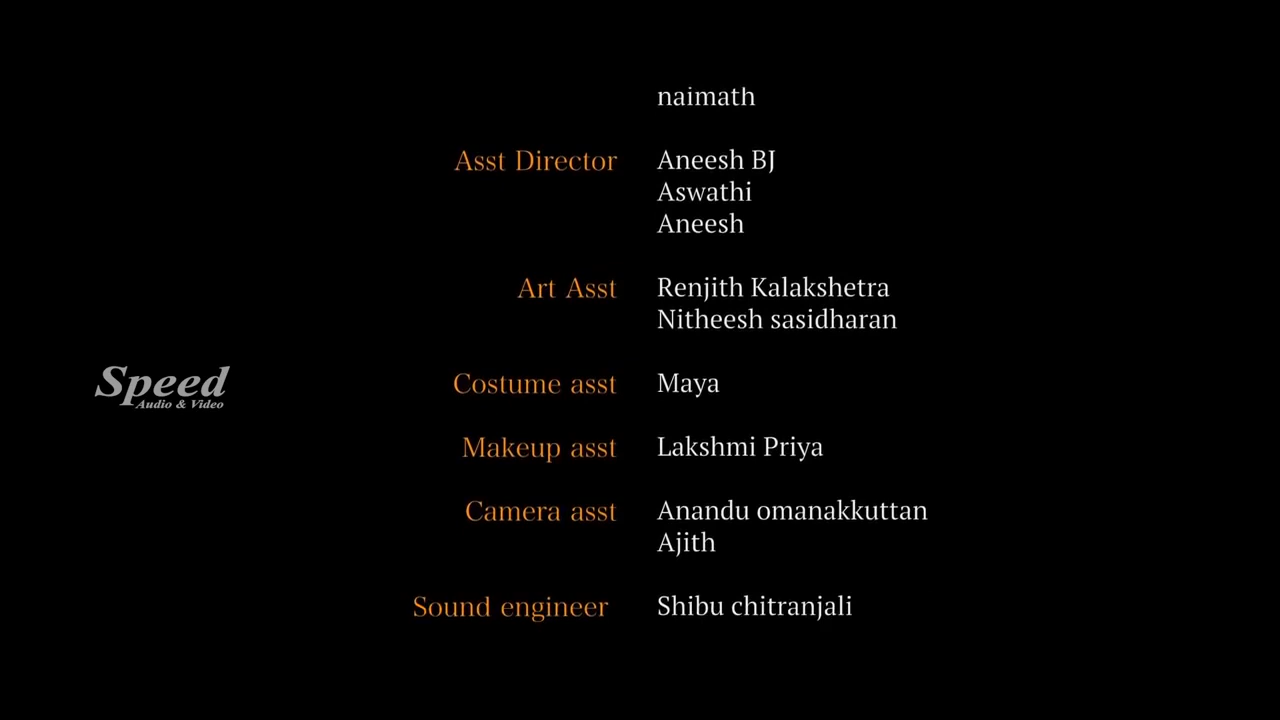 naimath
Asst Director Aneesh BJ
Aswathi
Aneesh
Art Asst Renjith Kalakshetra
Nitheesh sasidharan
Speed
Audio & Video
Costume asst Maya
Makeup asst Lakshmi Priya
Camera asst Anandu omanakkuttan
Ajith
Sound engineer Shibu chitranjali